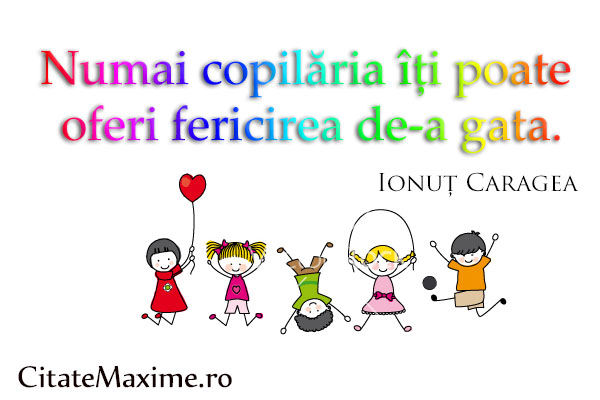 Numai copilăria îți poate
oferi fericirea de-a gata.
Ionuț Caragea
CitateMaxime.ro